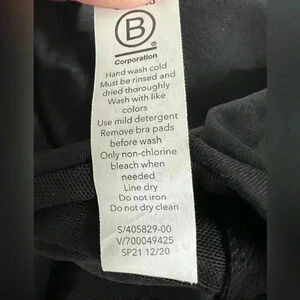 B
Corporation
Hand wash cold
Must be rinsed and
dried thoroughly
Wash with like
colors
Use mild detergent
Remove bra pads
before wash
Only non-chlorine
bleach when
needed
Line dry
Do not iron
Do not dry clean
S/405829-00
V/700049425
SP21 12/20